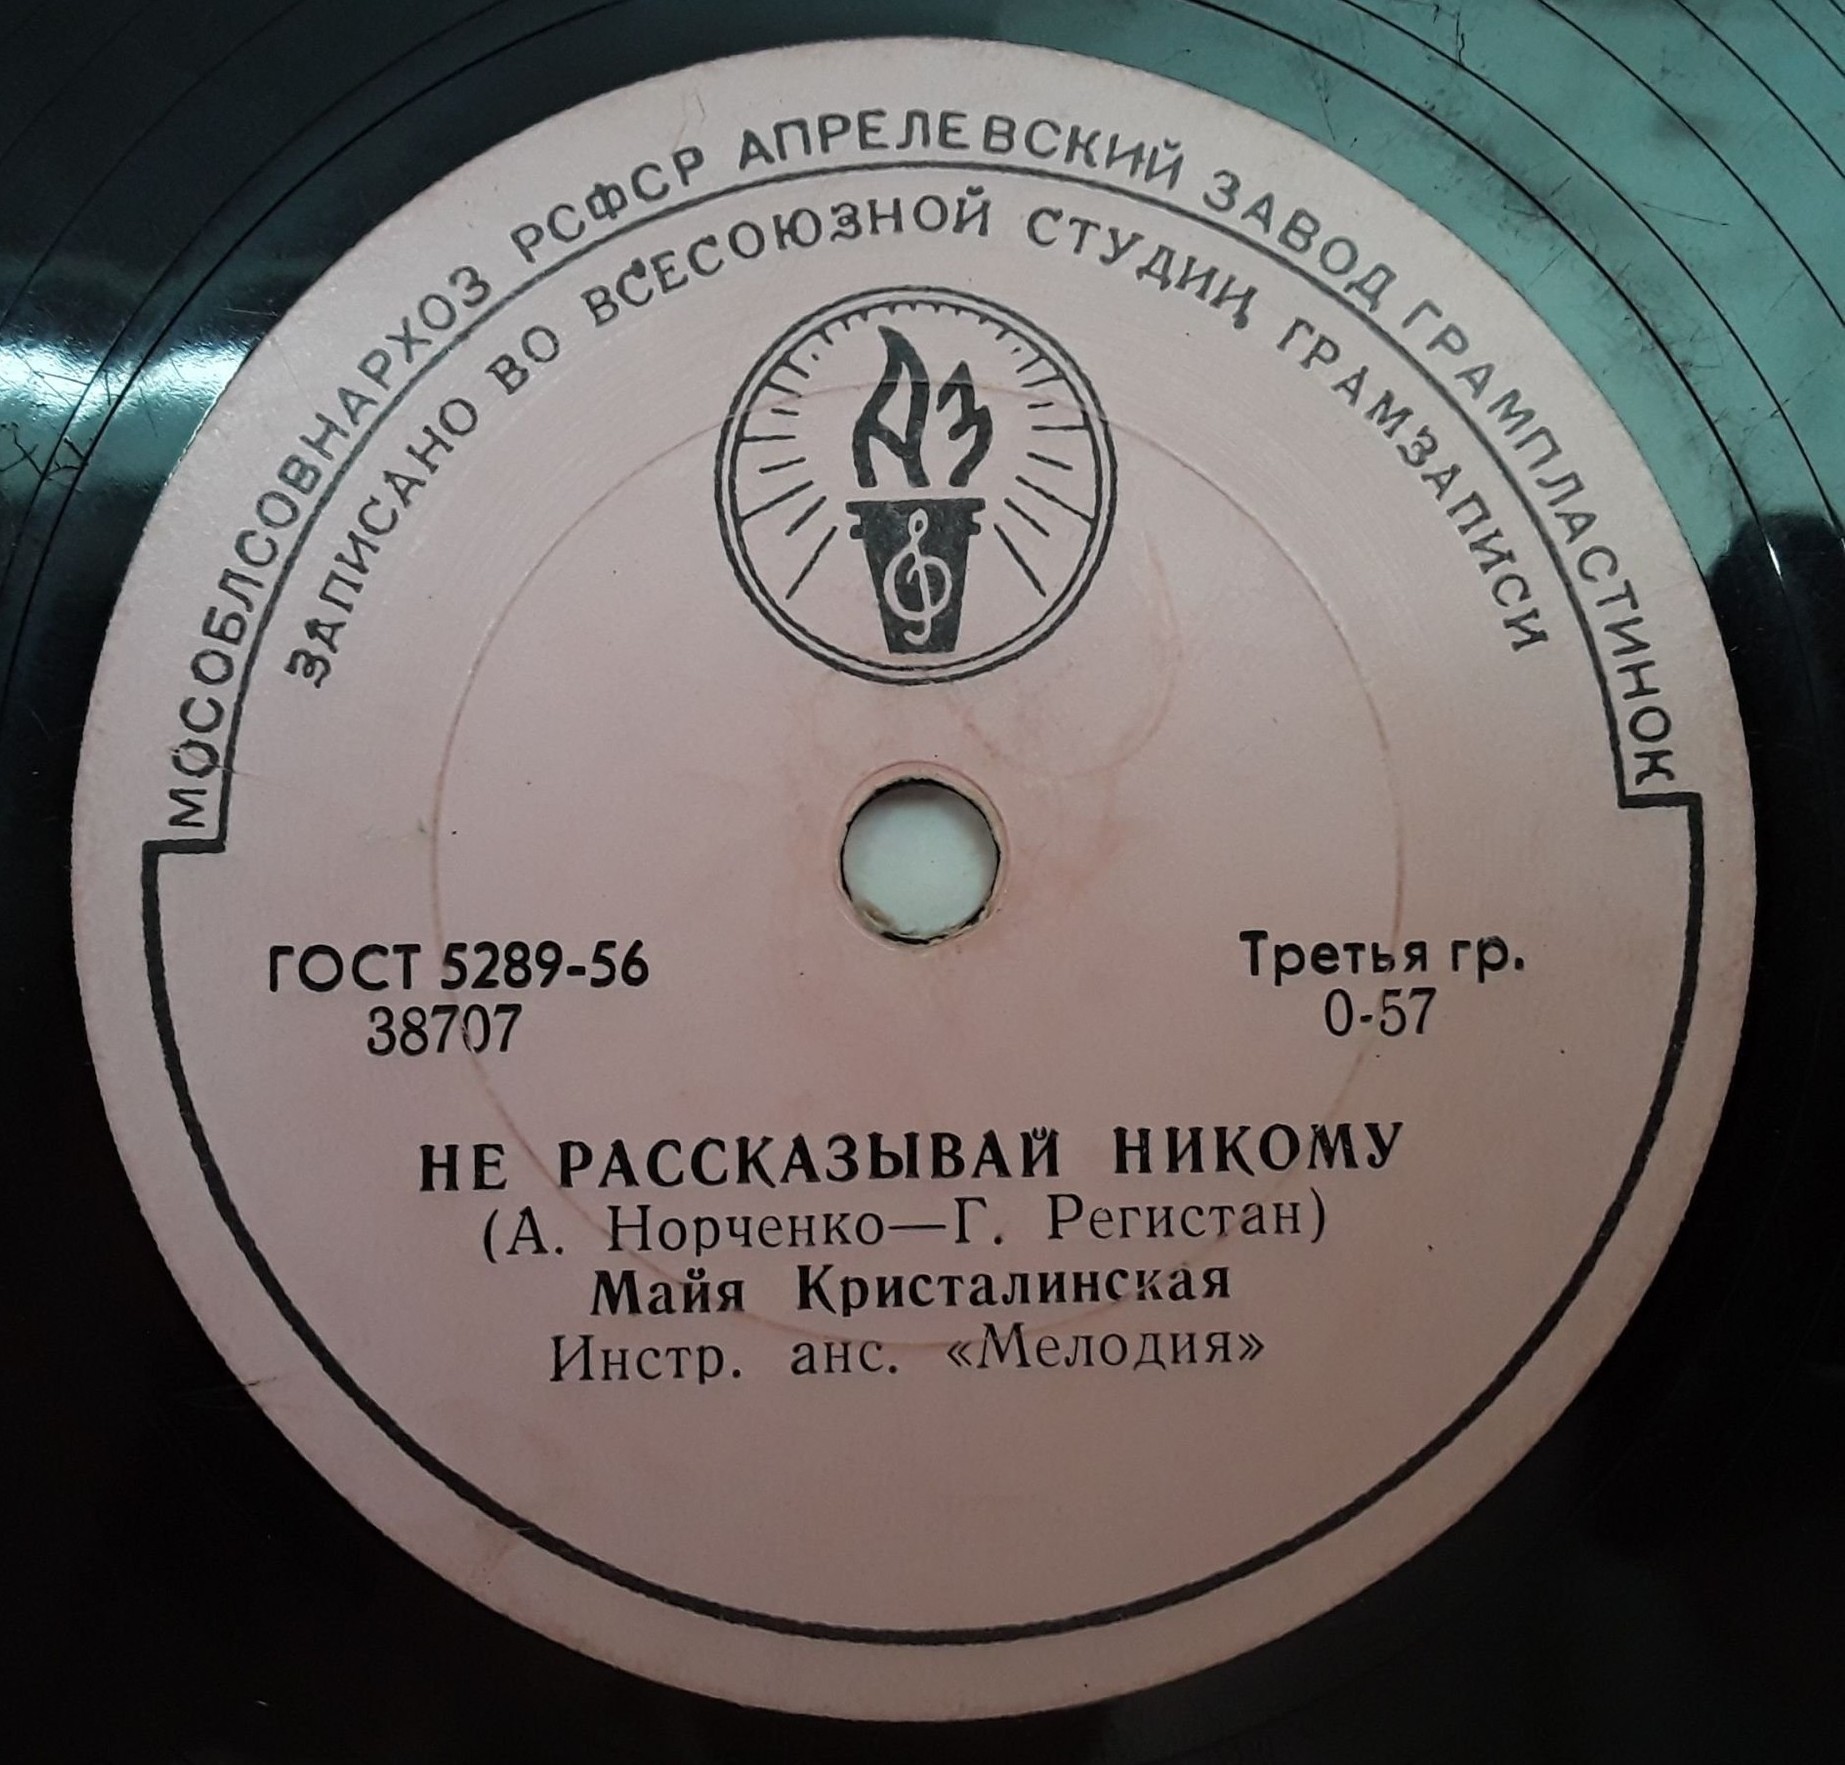 МОСОБЛСОВНАРХОЗ РСФСР АПРЕЛЕВСКИЙ ЗАВОД ГРАМПЛАСТИНОК
ЗАПИСАНО ВО ВСЕСОЮЗНОЙ СТУДИИ ГРАМЗАПИСИ
АЗ
ГОСТ 5289-56
38707
Третья гр.
0-57
НЕ РАССКАЗЫВАЙ НИКОМУ
(А. Норченко—Г. Регистан)
Майя Кристалинская
Инстр. анс. «Мелодия»